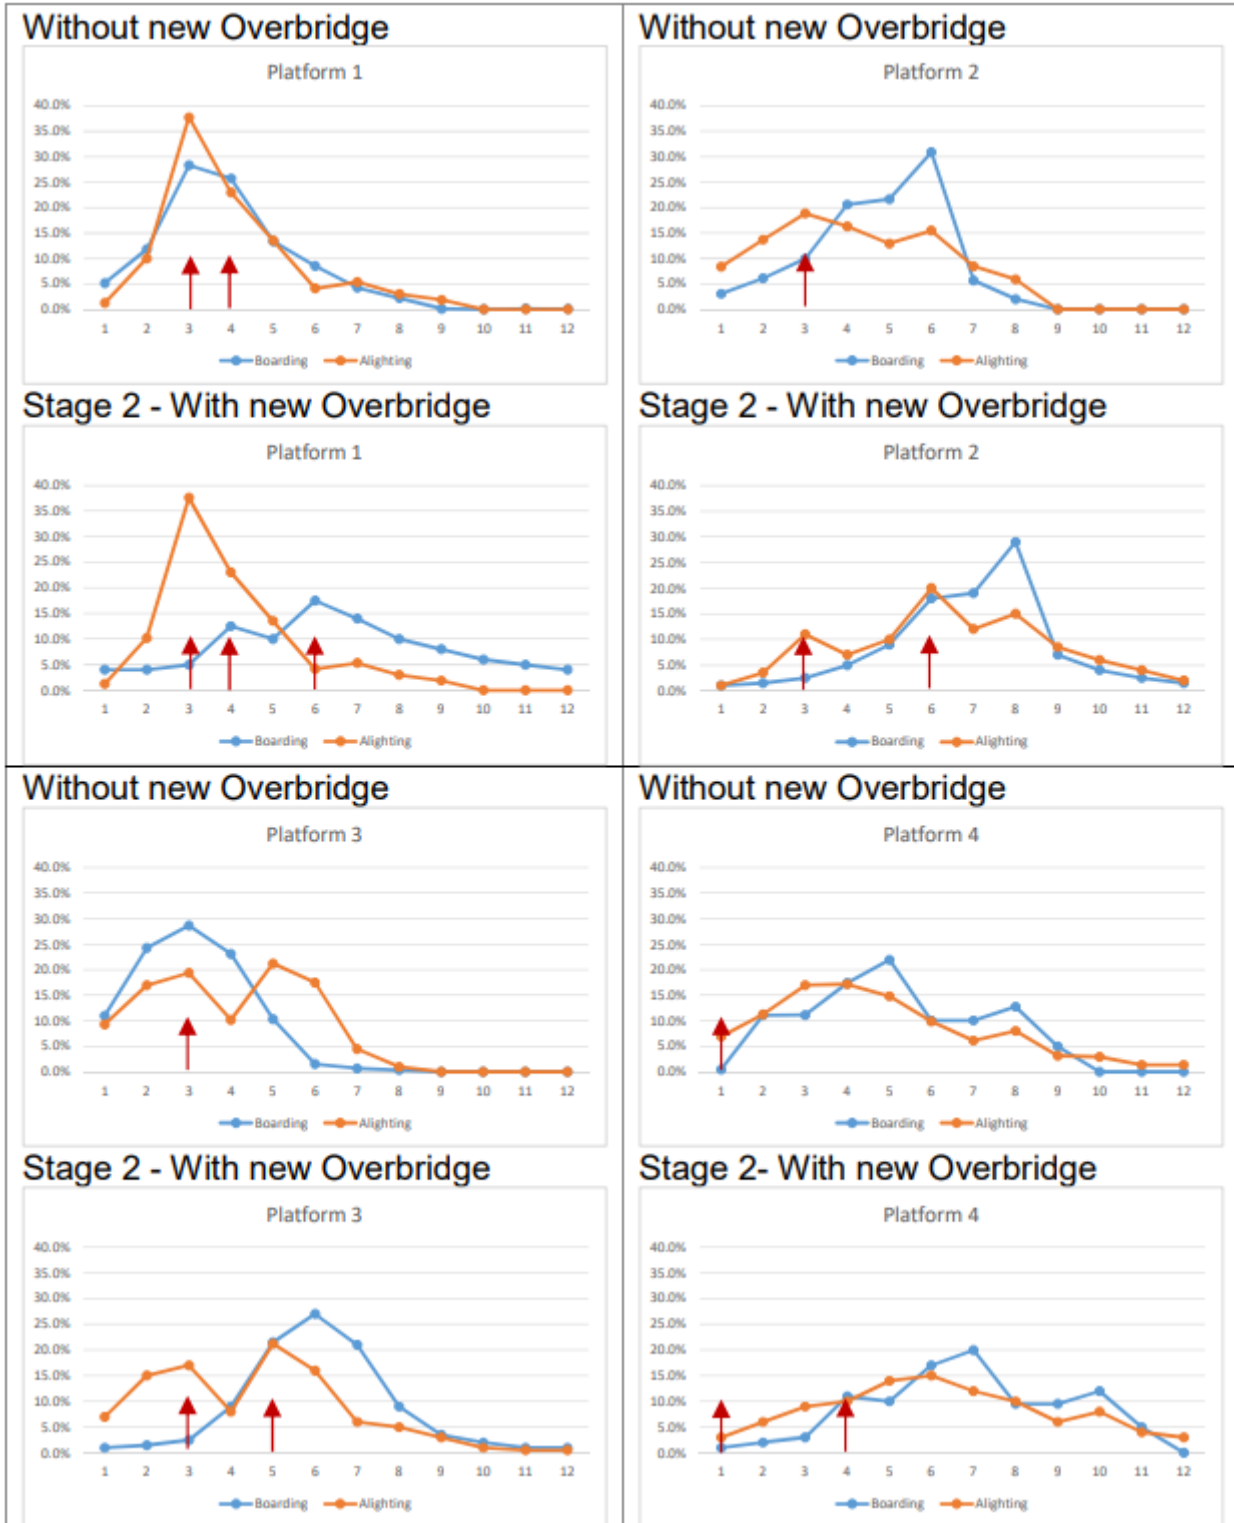 Without new Overbridge
Platform 1
40.0%
35.0%
30.0%
25.0%
20.0%
15.0%
10.0%
5.0%
0.0%
1 2 3 4 5 6 7 8 9 10 11 12
Boarding Alighting
Stage 2 - With new Overbridge
Platform 1
40.0%
35.0%
30.0%
25.0%
20.0%
15.0%
10.0%
5.0%
0.0%
1 2 3 4 5 6 7 8 9 10 11 12
Boarding Alighting
Without new Overbridge
Platform 2
40.0%
35.0%
30.0%
25.0%
20.0%
15.0%
10.0%
5.0%
0.0%
1 2 3 4 5 6 7 8 9 10 11 12
Boarding Alighting
Stage 2 - With new Overbridge
Platform 2
40.0%
35.0%
30.0%
25.0%
20.0%
15.0%
10.0%
5.0%
0.0%
1 2 3 4 5 6 7 8 9 10 11 12
Boarding Alighting
Without new Overbridge
Platform 3
40.0%
35.0%
30.0%
25.0%
20.0%
15.0%
10.0%
5.0%
0.0%
1 2 3 4 5 6 7 8 9 10 11 12
Boarding Alighting
Stage 2 - With new Overbridge
Platform 3
40.0%
35.0%
30.0%
25.0%
20.0%
15.0%
10.0%
5.0%
0.0%
1 2 3 4 5 6 7 8 9 10 11 12
Boarding Alighting
Without new Overbridge
Platform 4
40.0%
35.0%
30.0%
25.0%
20.0%
15.0%
10.0%
5.0%
0.0%
1 2 3 4 5 6 7 8 9 10 11 12
Boarding Alighting
Stage 2- With new Overbridge
Platform 4
40.0%
35.0%
30.0%
25.0%
20.0%
15.0%
10.0%
5.0%
0.0%
1 2 3 4 5 6 7 8 9 10 11 12
Boarding Alighting